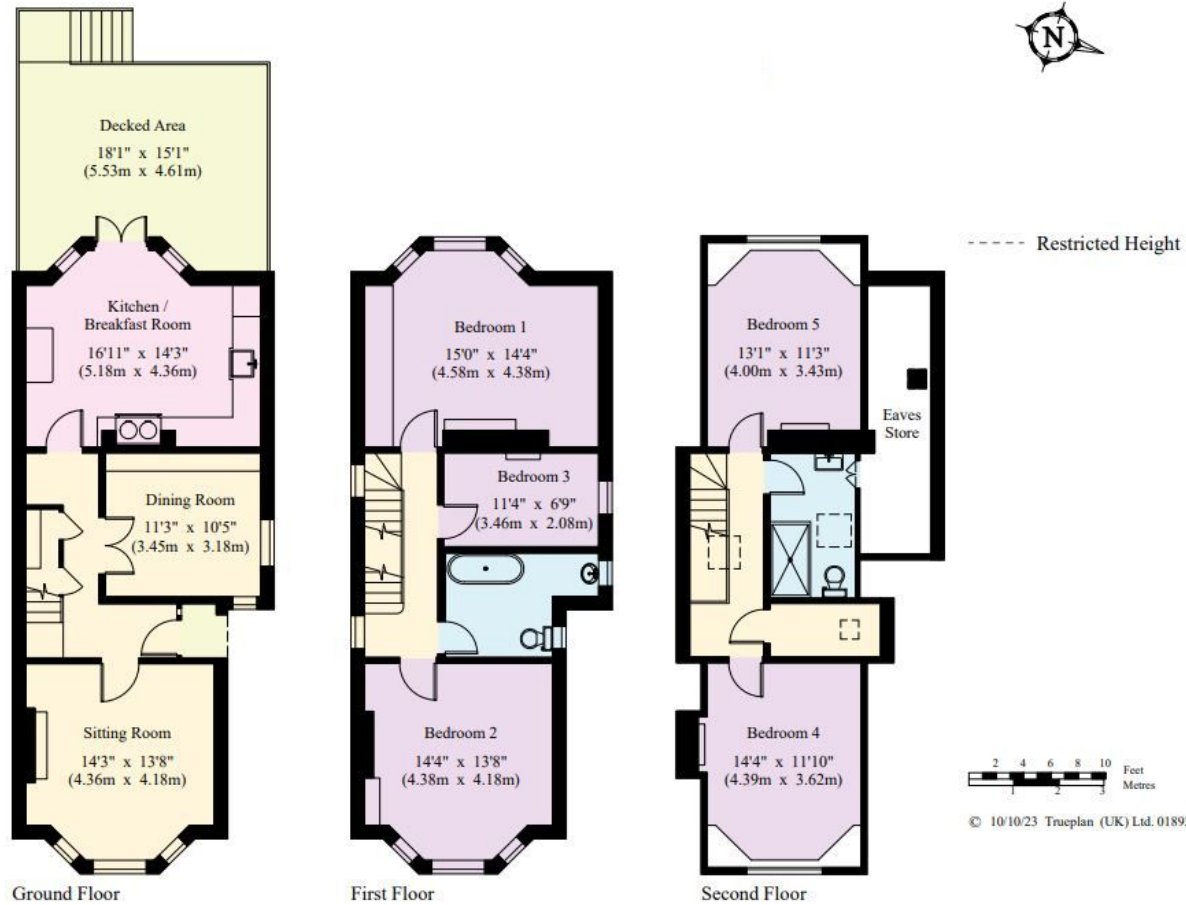 N
Decked Area
18'1" x 15'1"
(5.53m x 4.61m)
Kitchen /
Breakfast Room
16'11" x 14'3"
(5.18m x 4.36m)
Dining Room
11'3" x 10'5"
(3.45m x 3.18m)
Sitting Room
14'3" x 13'8"
(4.36m x 4.18m)
Ground Floor
Bedroom 1
15'0" x 14'4"
(4.58m x 4.38m)
Bedroom 3
11'4" x 6'9"
(3.46m x 2.08m)
Bedroom 2
14'4" x 13'8"
(4.38m x 4.18m)
First Floor
Bedroom 5
13'1" x 11'3"
(4.00m x 3.43m)
Eaves
Store
Bedroom 4
14'4" x 11'10"
(4.39m x 3.62m)
Second Floor
Restricted Height
2 4 6 8 10
Feet
Metres
1 2 3
© 10/10/23 Trueplan (UK) Ltd. 0189